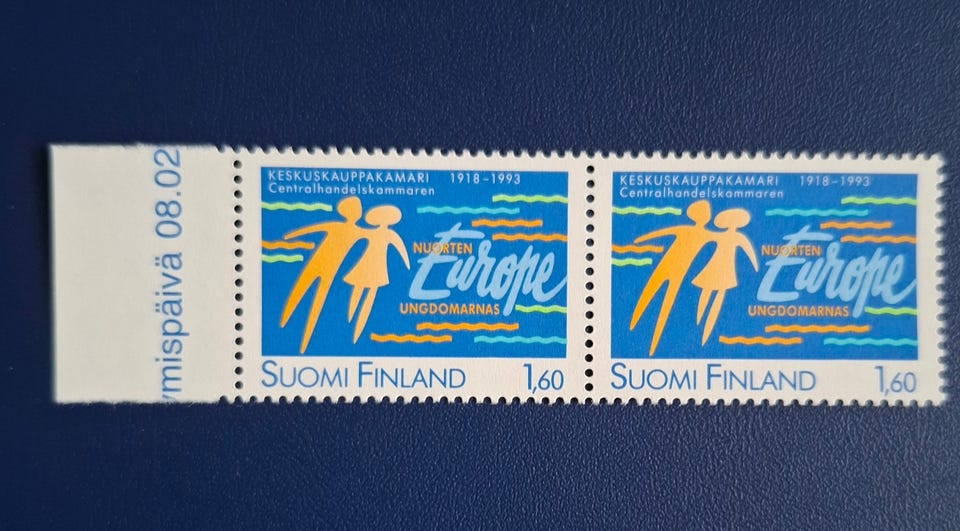 ymispäivä 08.02
KESKUSKAUPPAKAMARI 1918–1993
Centralhandelskammaren
NUORTEN
Europe
UNGDOMARNAS
SUOMI FINLAND 1,60
KESKUSKAUPPAKAMARI 1918–1993
Centralhandelskammaren
NUORTEN
Europe
UNGDOMARNAS
SUOMI FINLAND 1,60